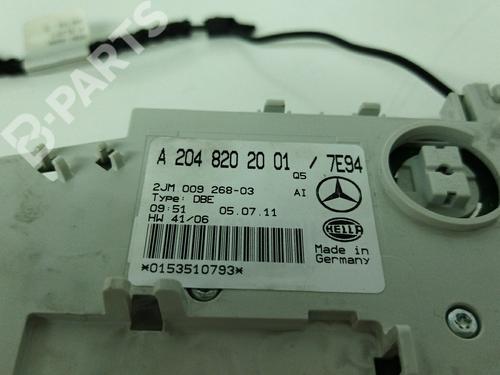 A 204 820 20 01 / 7E94
Q5
2JM 009 268-03 AI
Type: DBE
09:51 05.07.11
HW 41/06
HELLA
Made in
Germany
*0153510793*
B-PARTS